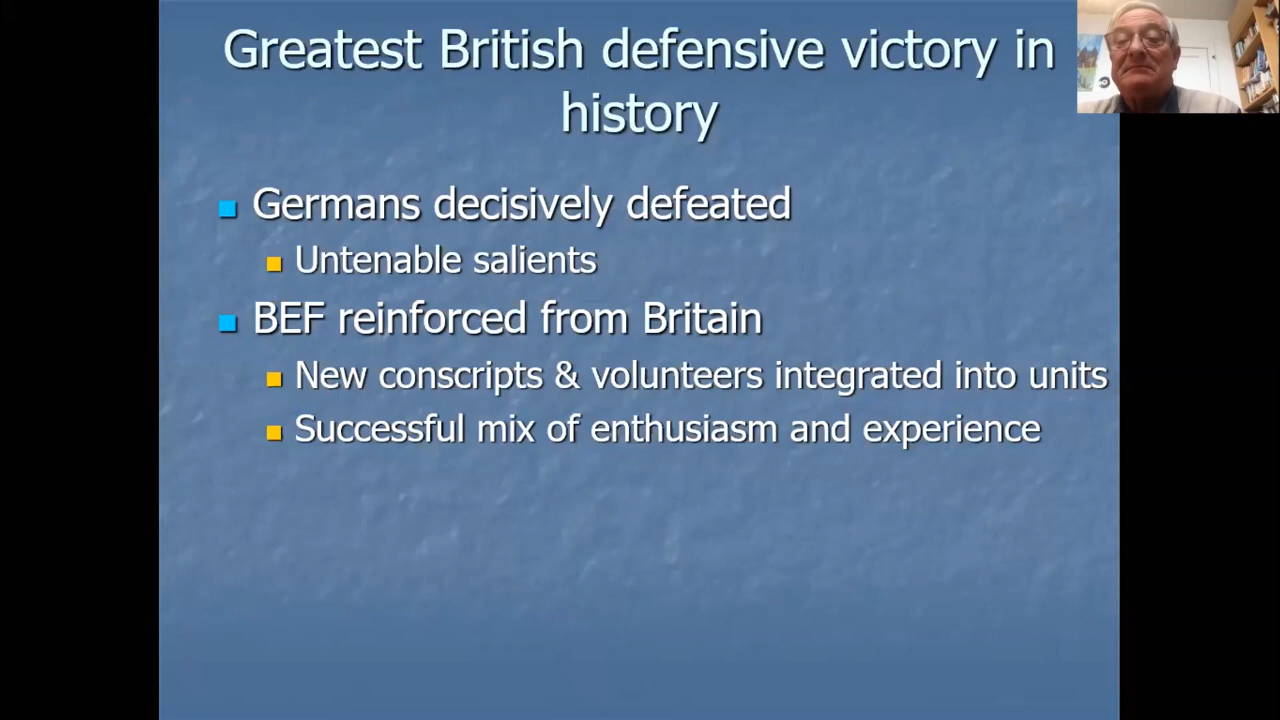 Greatest British defensive victory in
history
Germans decisively defeated
Untenable salients
BEF reinforced from Britain
New conscripts & volunteers integrated into units
Successful mix of enthusiasm and experience